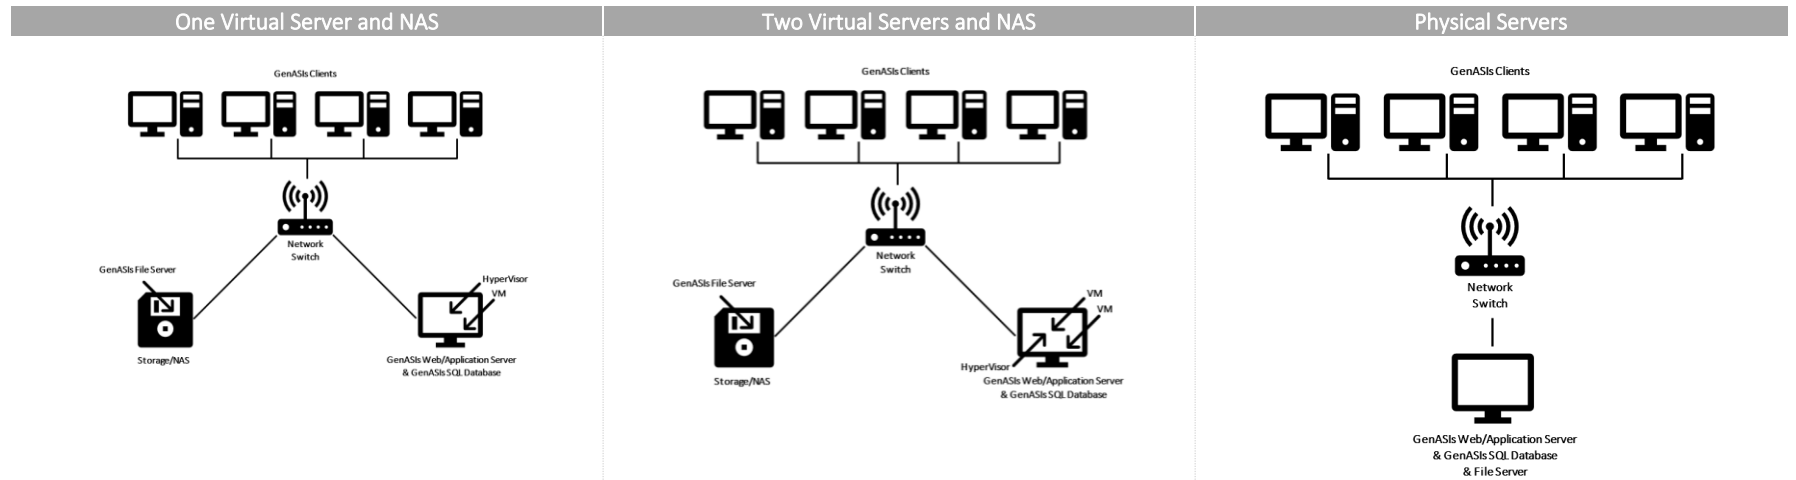 One Virtual Server and NAS
GenASIs Clients
Network
Switch
GenASIs File Server
HyperVisor
VM
Storage/NAS
GenASIs Web/Application Server
& GenASIs SQL Database
Two Virtual Servers and NAS
GenASIs Clients
Network
Switch
GenASIs File Server
VM
VM
HyperVisor
Storage/NAS
GenASIs Web/Application Server
& GenASIs SQL Database
Physical Servers
GenASIs Clients
Network
Switch
GenASIs Web/Application Server
& GenASIs SQL Database
& File Server